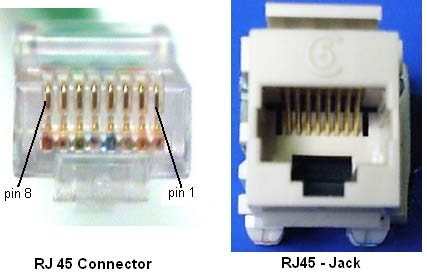 pin 8
pin 1
RJ 45 Connector
RJ45 - Jack